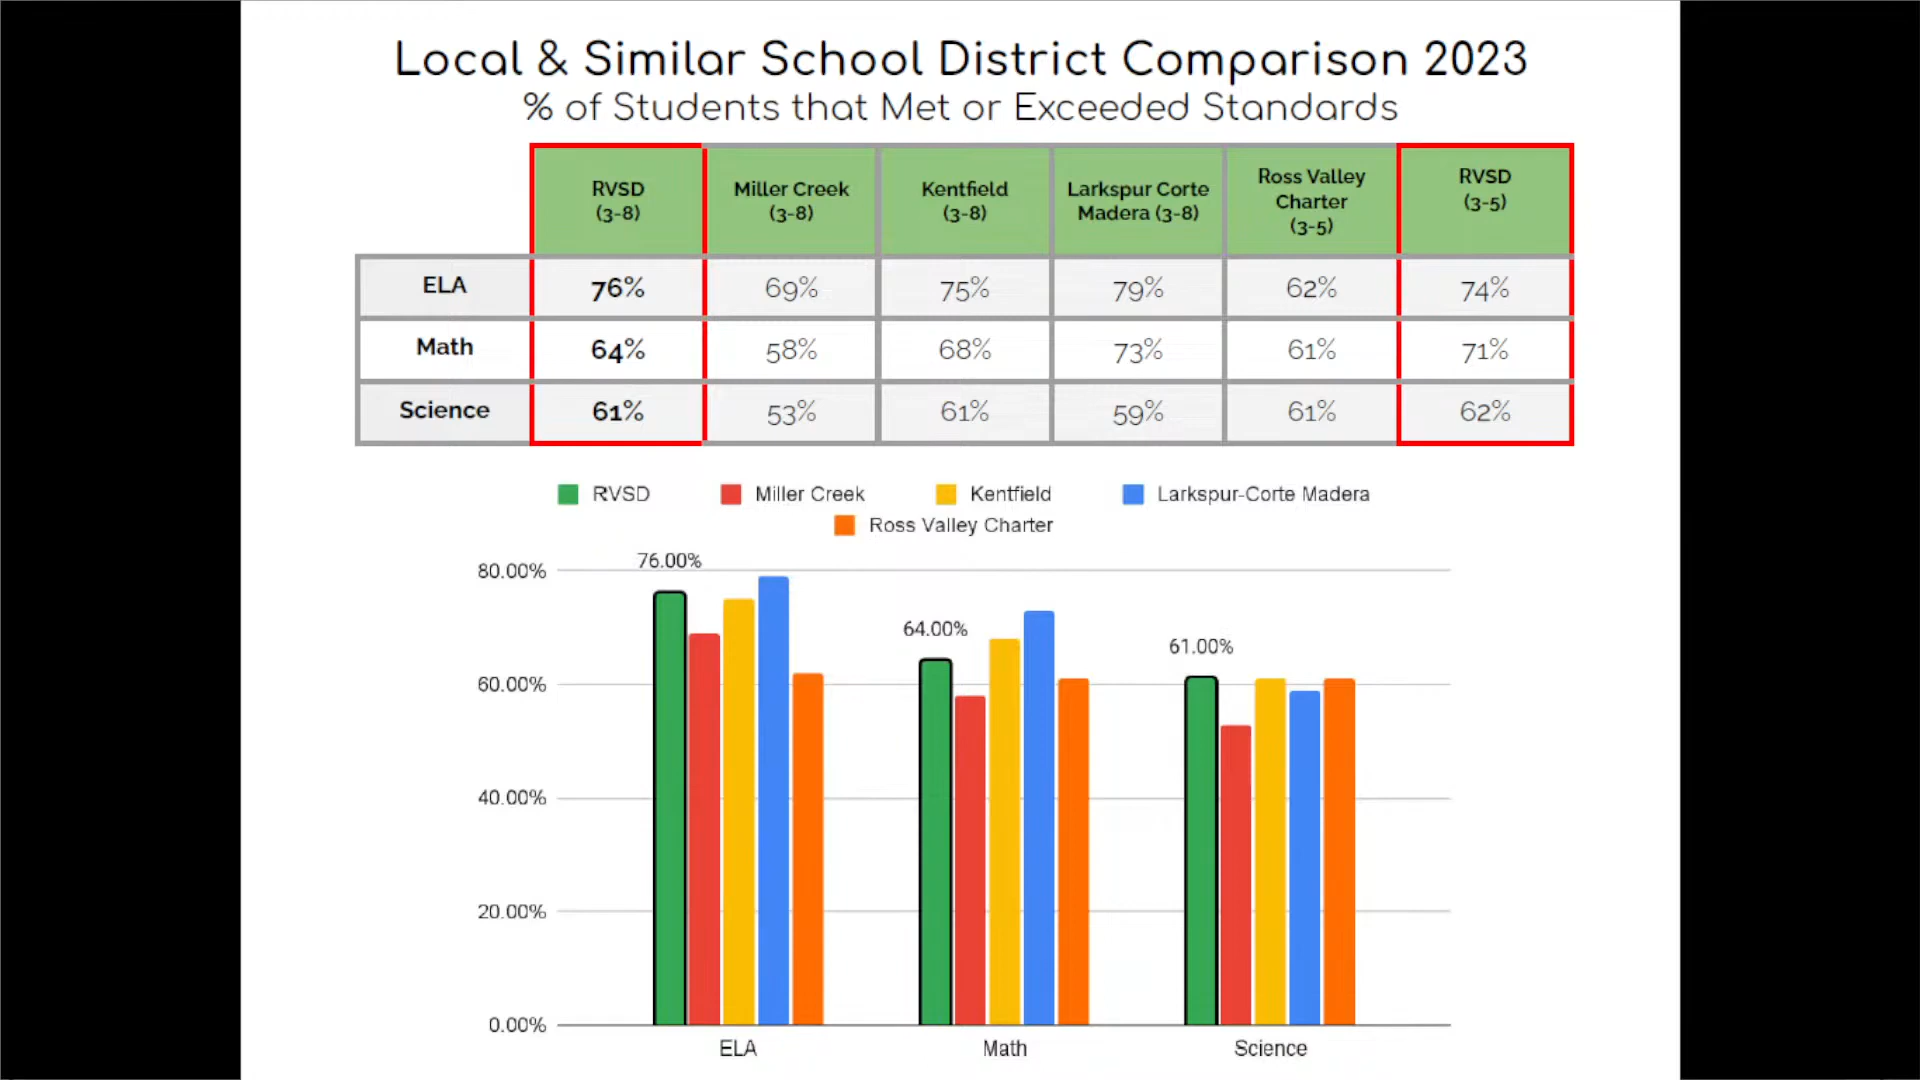 Local & Similar School District Comparison 2023
% of Students that Met or Exceeded Standards
RVSD (3-8) Miller Creek (3-8) Kentfield (3-8) Larkspur Corte Madera (3-8) Ross Valley Charter (3-5) RVSD (3-5)
ELA 76% 69% 75% 79% 62% 74%
Math 64% 58% 68% 73% 61% 71%
Science 61% 53% 61% 59% 61% 62%
RVSD Miller Creek Kentfield Larkspur-Corte Madera
Ross Valley Charter
76.00%
80.00%
64.00%
61.00%
60.00%
40.00%
20.00%
0.00%
ELA Math Science